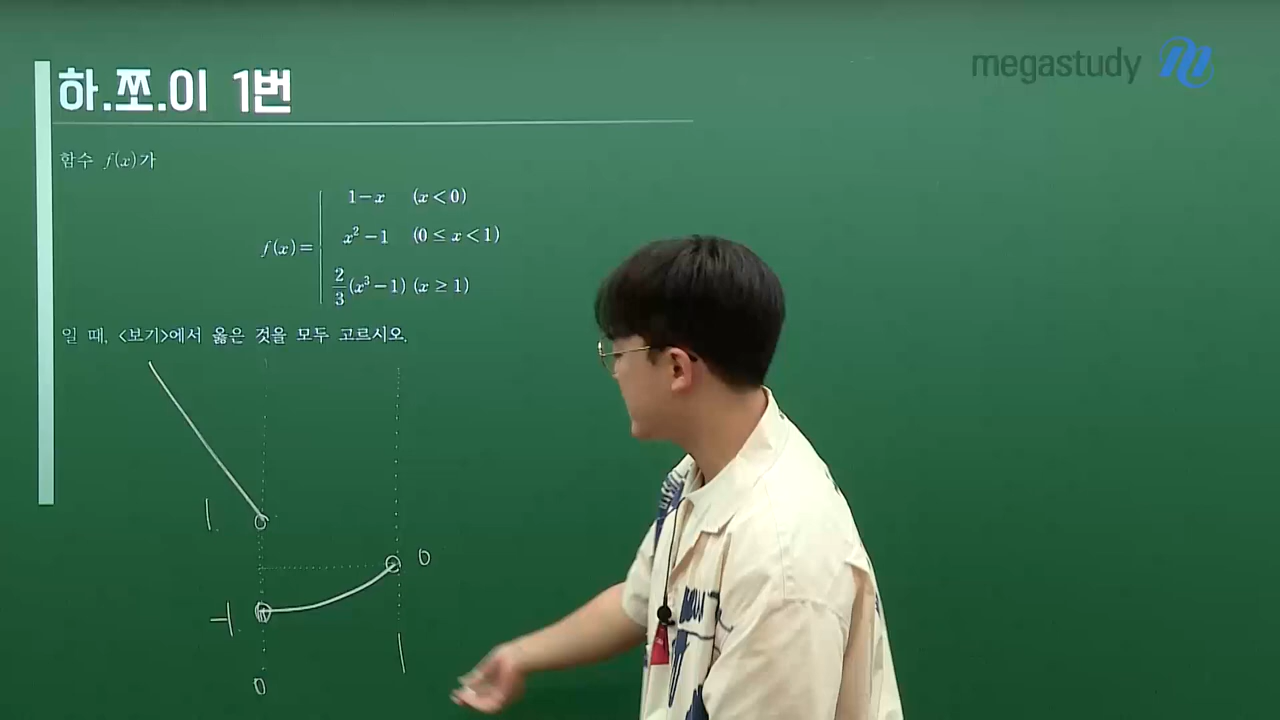 megastudy
하.쪼.이 1번
함수 f(x)가
1-x (x<0)
f(x)= x²-1 (0≤x<1)
2/3(x³-1) (x≥1)
일 때, <보기>에서 옳은 것을 모두 고르시오.
1
0
-1
1
0